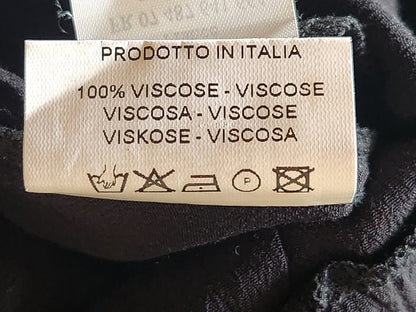 PRODOTTO IN ITALIA
100% VISCOSE - VISCOSE
VISCOSA - VISCOSE
VISKOSE - VISCOSA
P